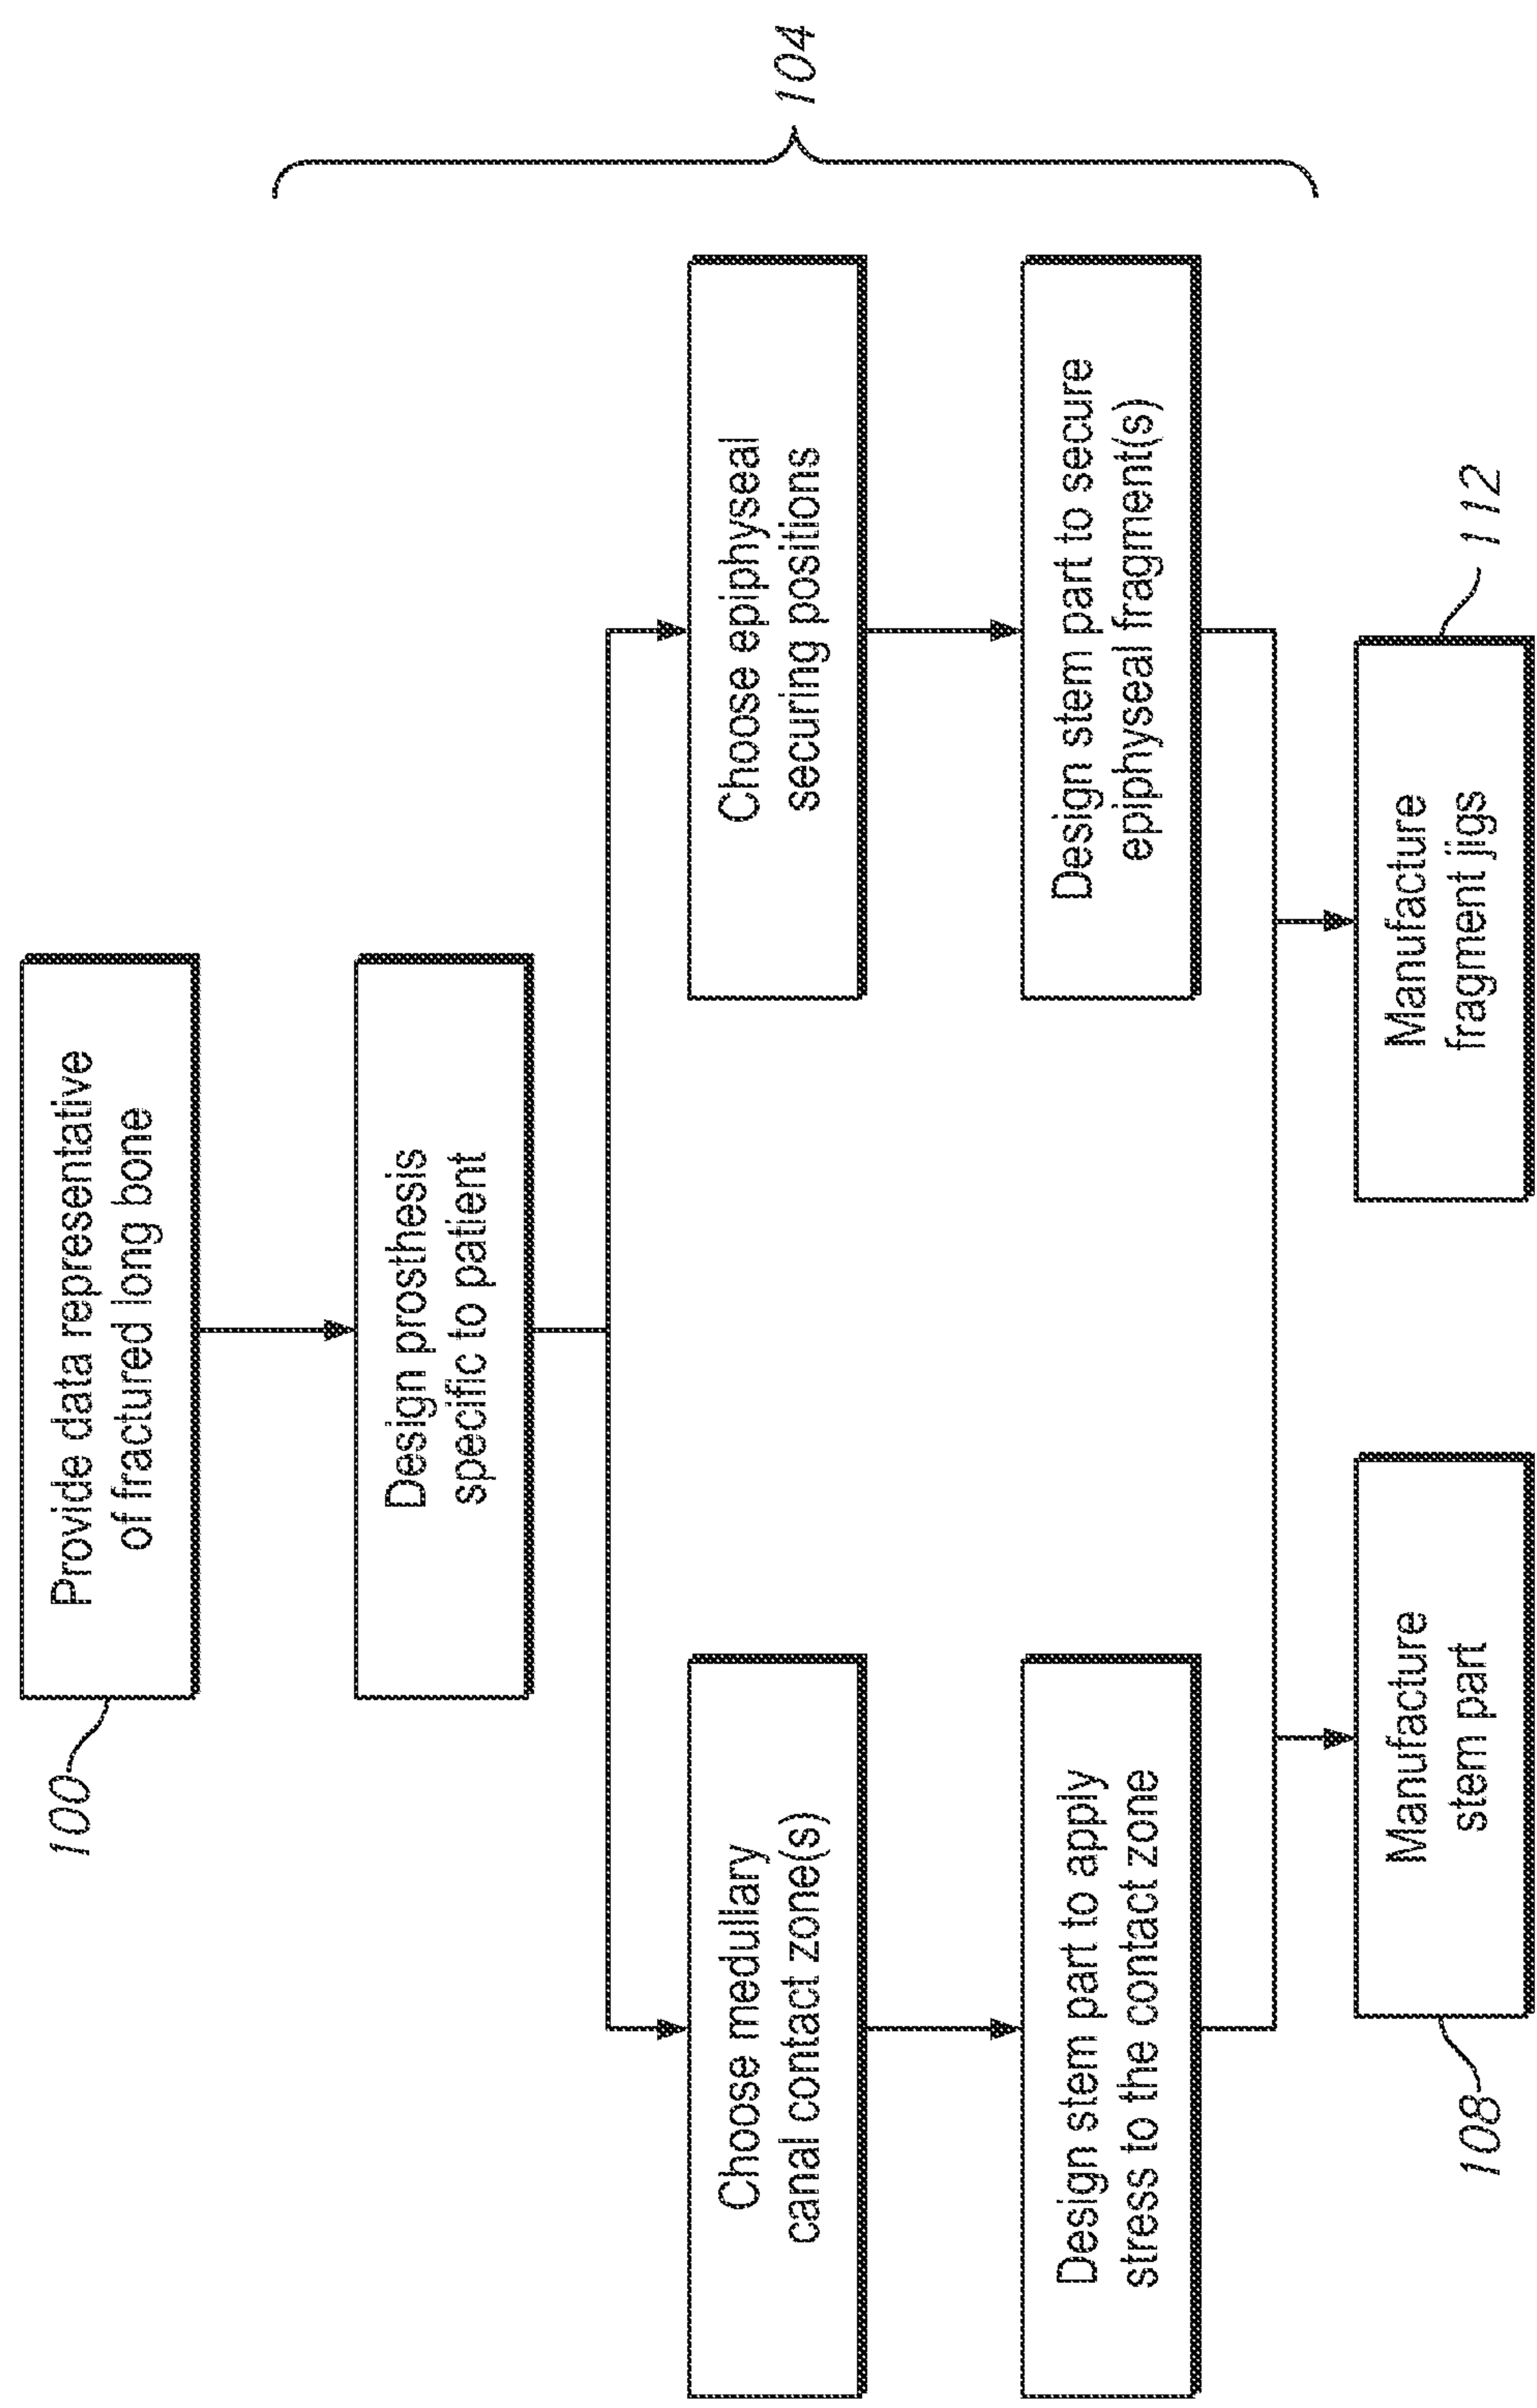 100
Provide data representative
of fractured long bone
Design prosthesis
specific to patient
104
Choose medullary
canal contact zone(s)
Choose epiphyseal
securing positions
Design stem part to apply
stress to the contact zone
Design stem part to secure
epiphyseal fragment(s)
108
Manufacture
stem part
Manufacture
fragment jigs
112